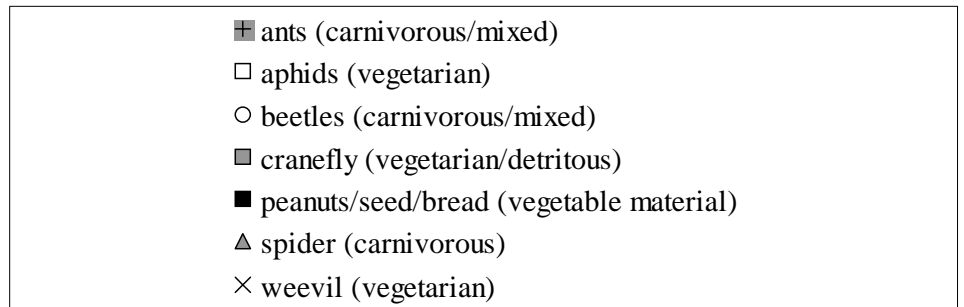 ants (carnivorous/mixed)
aphids (vegetarian)
beetles (carnivorous/mixed)
cranefly (vegetarian/detritous)
peanuts/seed/bread (vegetable material)
spider (carnivorous)
weevil (vegetarian)